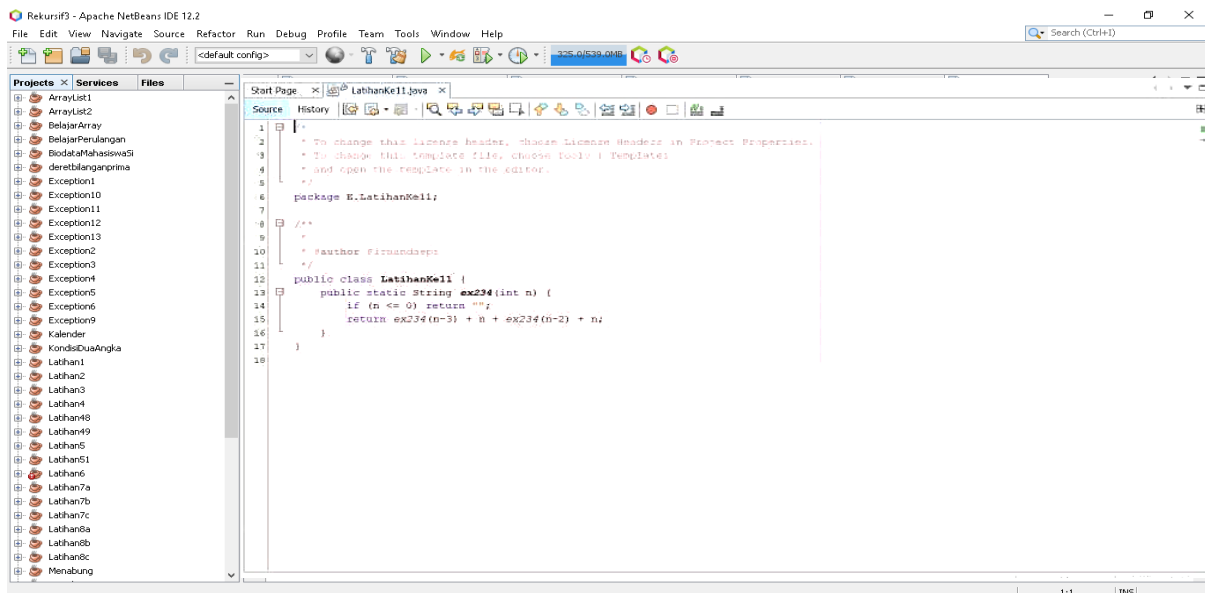 Rekursif3 - Apache NetBeans IDE 12.2
File Edit View Navigate Source Refactor Run Debug Profile Team Tools Window Help
Search (Ctrl+I)
<default config>
325.0/539.0MB
Projects Services Files
ArrayList1
ArrayList2
BelajarArray
BelajarPerulangan
BiodataMahasiswaSi
deretbilanganprima
Exception1
Exception10
Exception11
Exception12
Exception13
Exception2
Exception3
Exception4
Exception5
Exception6
Exception9
Kalender
KondisiDuaAngka
Latihan1
Latihan2
Latihan3
Latihan4
Latihan48
Latihan49
Latihan5
Latihan51
Latihan6
Latihan7a
Latihan7b
Latihan7c
Latihan8a
Latihan8b
Latihan8c
Menabung
Start Page LatihanKe11.java
Source History
1 /*
2 * To change this license header, choose License Headers in Project Properties.
3 * To change this template file, choose Tools | Templates
4 * and open the template in the editor.
5 */
6 package E.LatihanKe11;
7
8 /**
9 *
10 * @author
11 */
12 public class LatihanKe11 {
13 public static String ex234(int n) {
14 if (n <= 0) return "";
15 return ex234(n-3) + n + ex234(n-2) + n;
16 }
17 }
18
1:1 INS